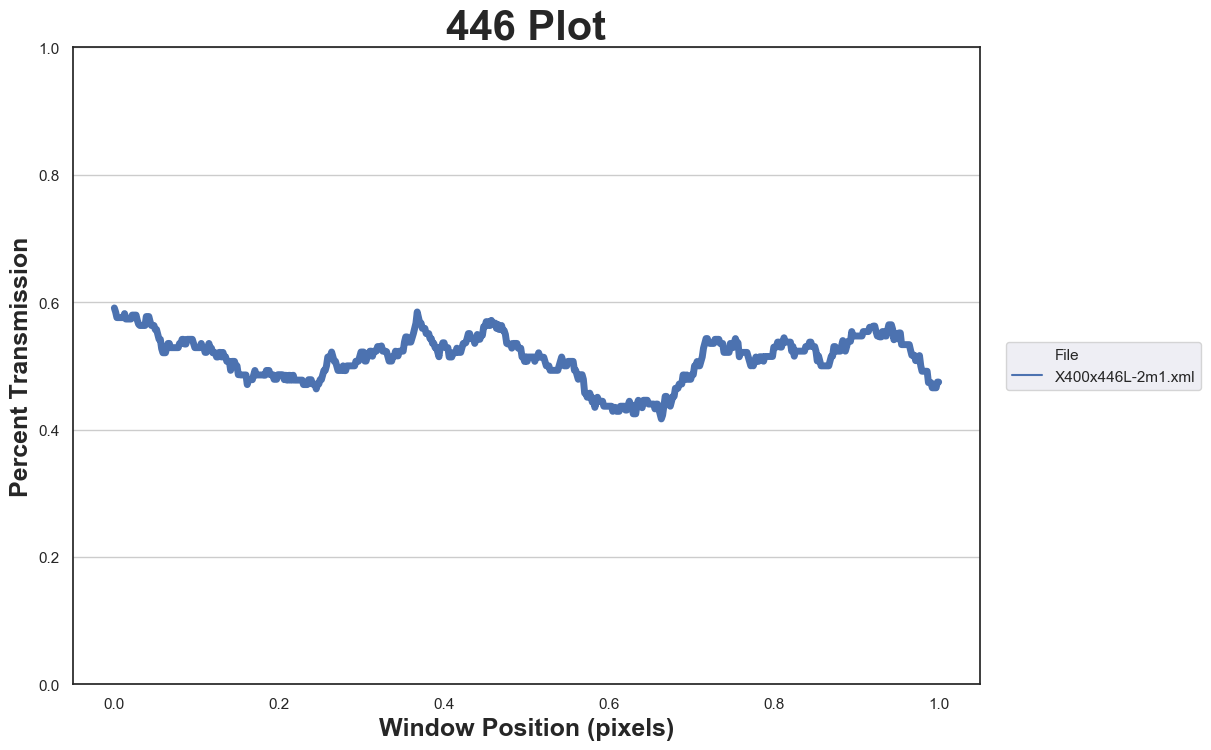 446 Plot
Percent Transmission
1.0
0.8
0.6
0.4
0.2
0.0
0.0 0.2 0.4 0.6 0.8 1.0
Window Position (pixels)
File
X400x446L-2m1.xml